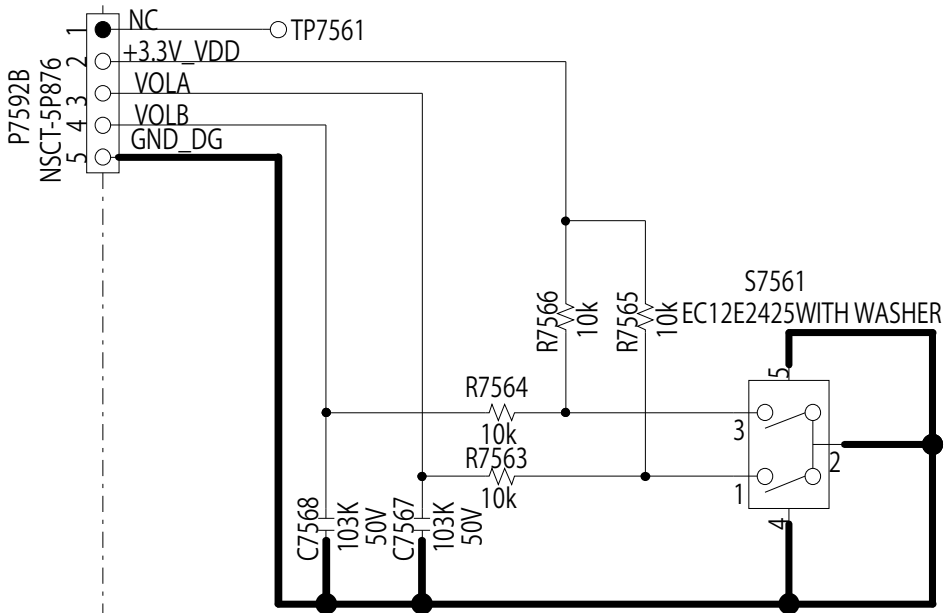 P7592B
NSCT-5P876
1
NC
TP7561
2
+3.3V_VDD
3
VOLA
4
VOLB
5
GND_DG
R7566
10k
R7565
10k
S7561
EC12E2425WITH WASHER
5
R7564
10k
3
R7563
10k
2
1
C7568
103K
50V
C7567
103K
50V
4